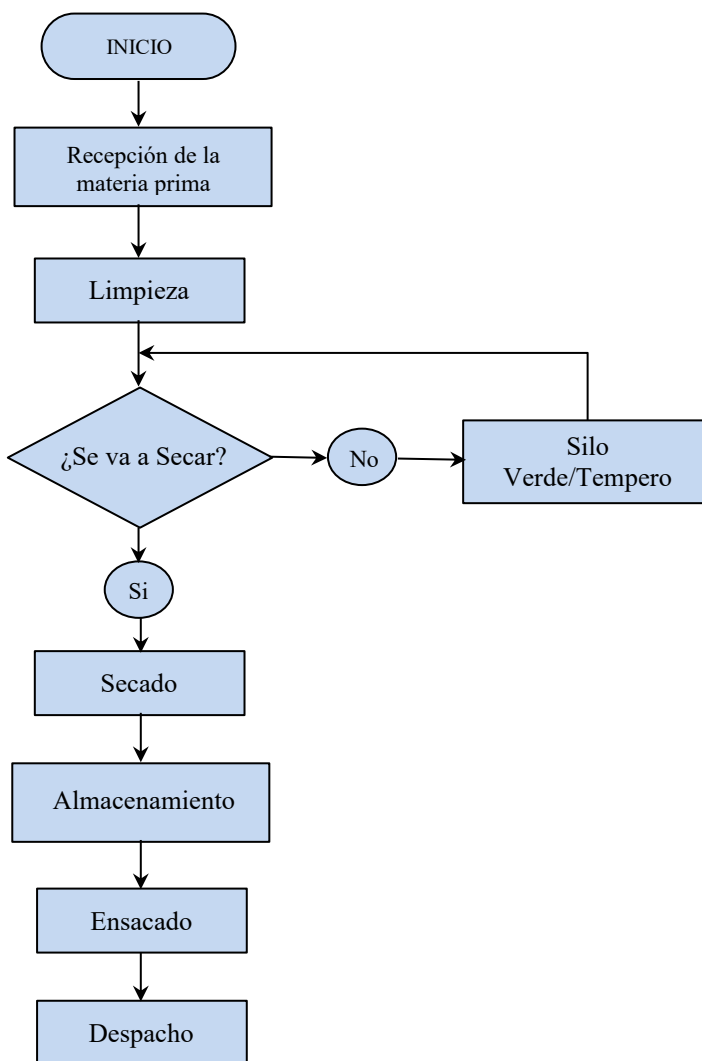 INICIO
Recepción de la
materia prima
Limpieza
¿Se va a Secar?
No
Silo
Verde/Tempero
Si
Secado
Almacenamiento
Ensacado
Despacho